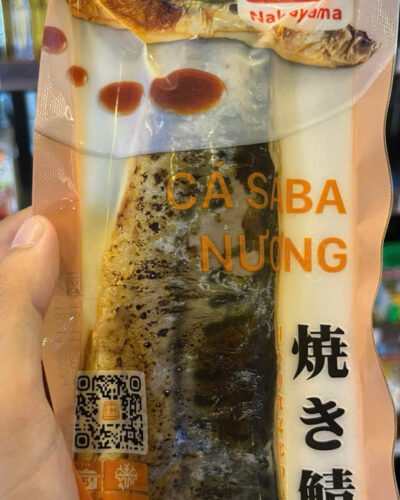 Nakayama
CÁ SABA
NƯỚNG
焼き鯖